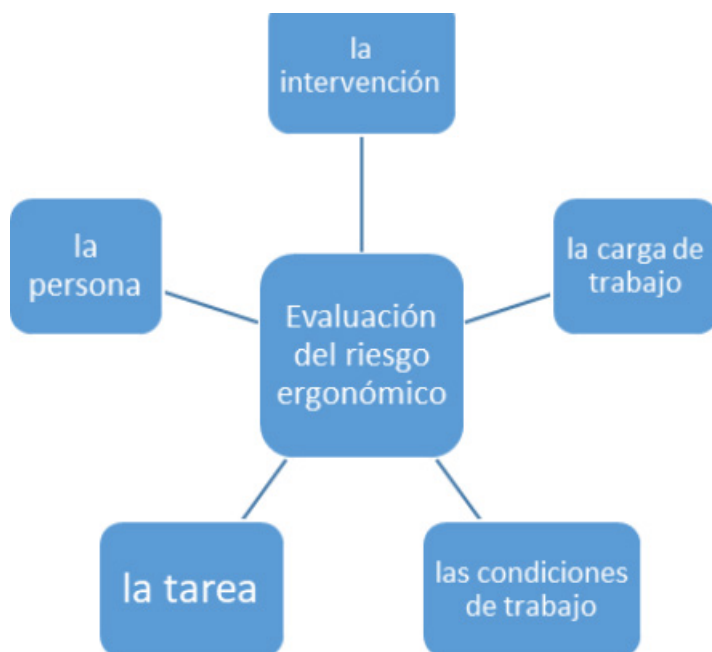 la
intervención
la
persona
la carga de
trabajo
Evaluación
del riesgo
ergonómico
la tarea
las condiciones
de trabajo